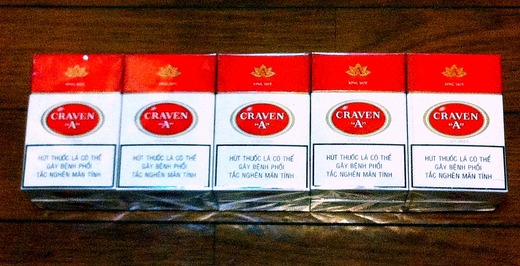 CRAVEN
"A"
HÚT THUỐC LÁ CÓ THỂ
GÂY BỆNH PHỔI
TẮC NGHẼN MÃN TÍNH
CRAVEN
"A"
HÚT THUỐC LÁ CÓ THỂ
GÂY BỆNH PHỔI
TẮC NGHẼN MÃN TÍNH
CRAVEN
"A"
HÚT THUỐC LÁ CÓ THỂ
GÂY BỆNH PHỔI
TẮC NGHẼN MÃN TÍNH
CRAVEN
"A"
HÚT THUỐC LÁ CÓ THỂ
GÂY BỆNH PHỔI
TẮC NGHẼN MÃN TÍNH
CRAVEN
"A"
HÚT THUỐC LÁ CÓ THỂ
GÂY BỆNH PHỔI
TẮC NGHẼN MÃN TÍNH